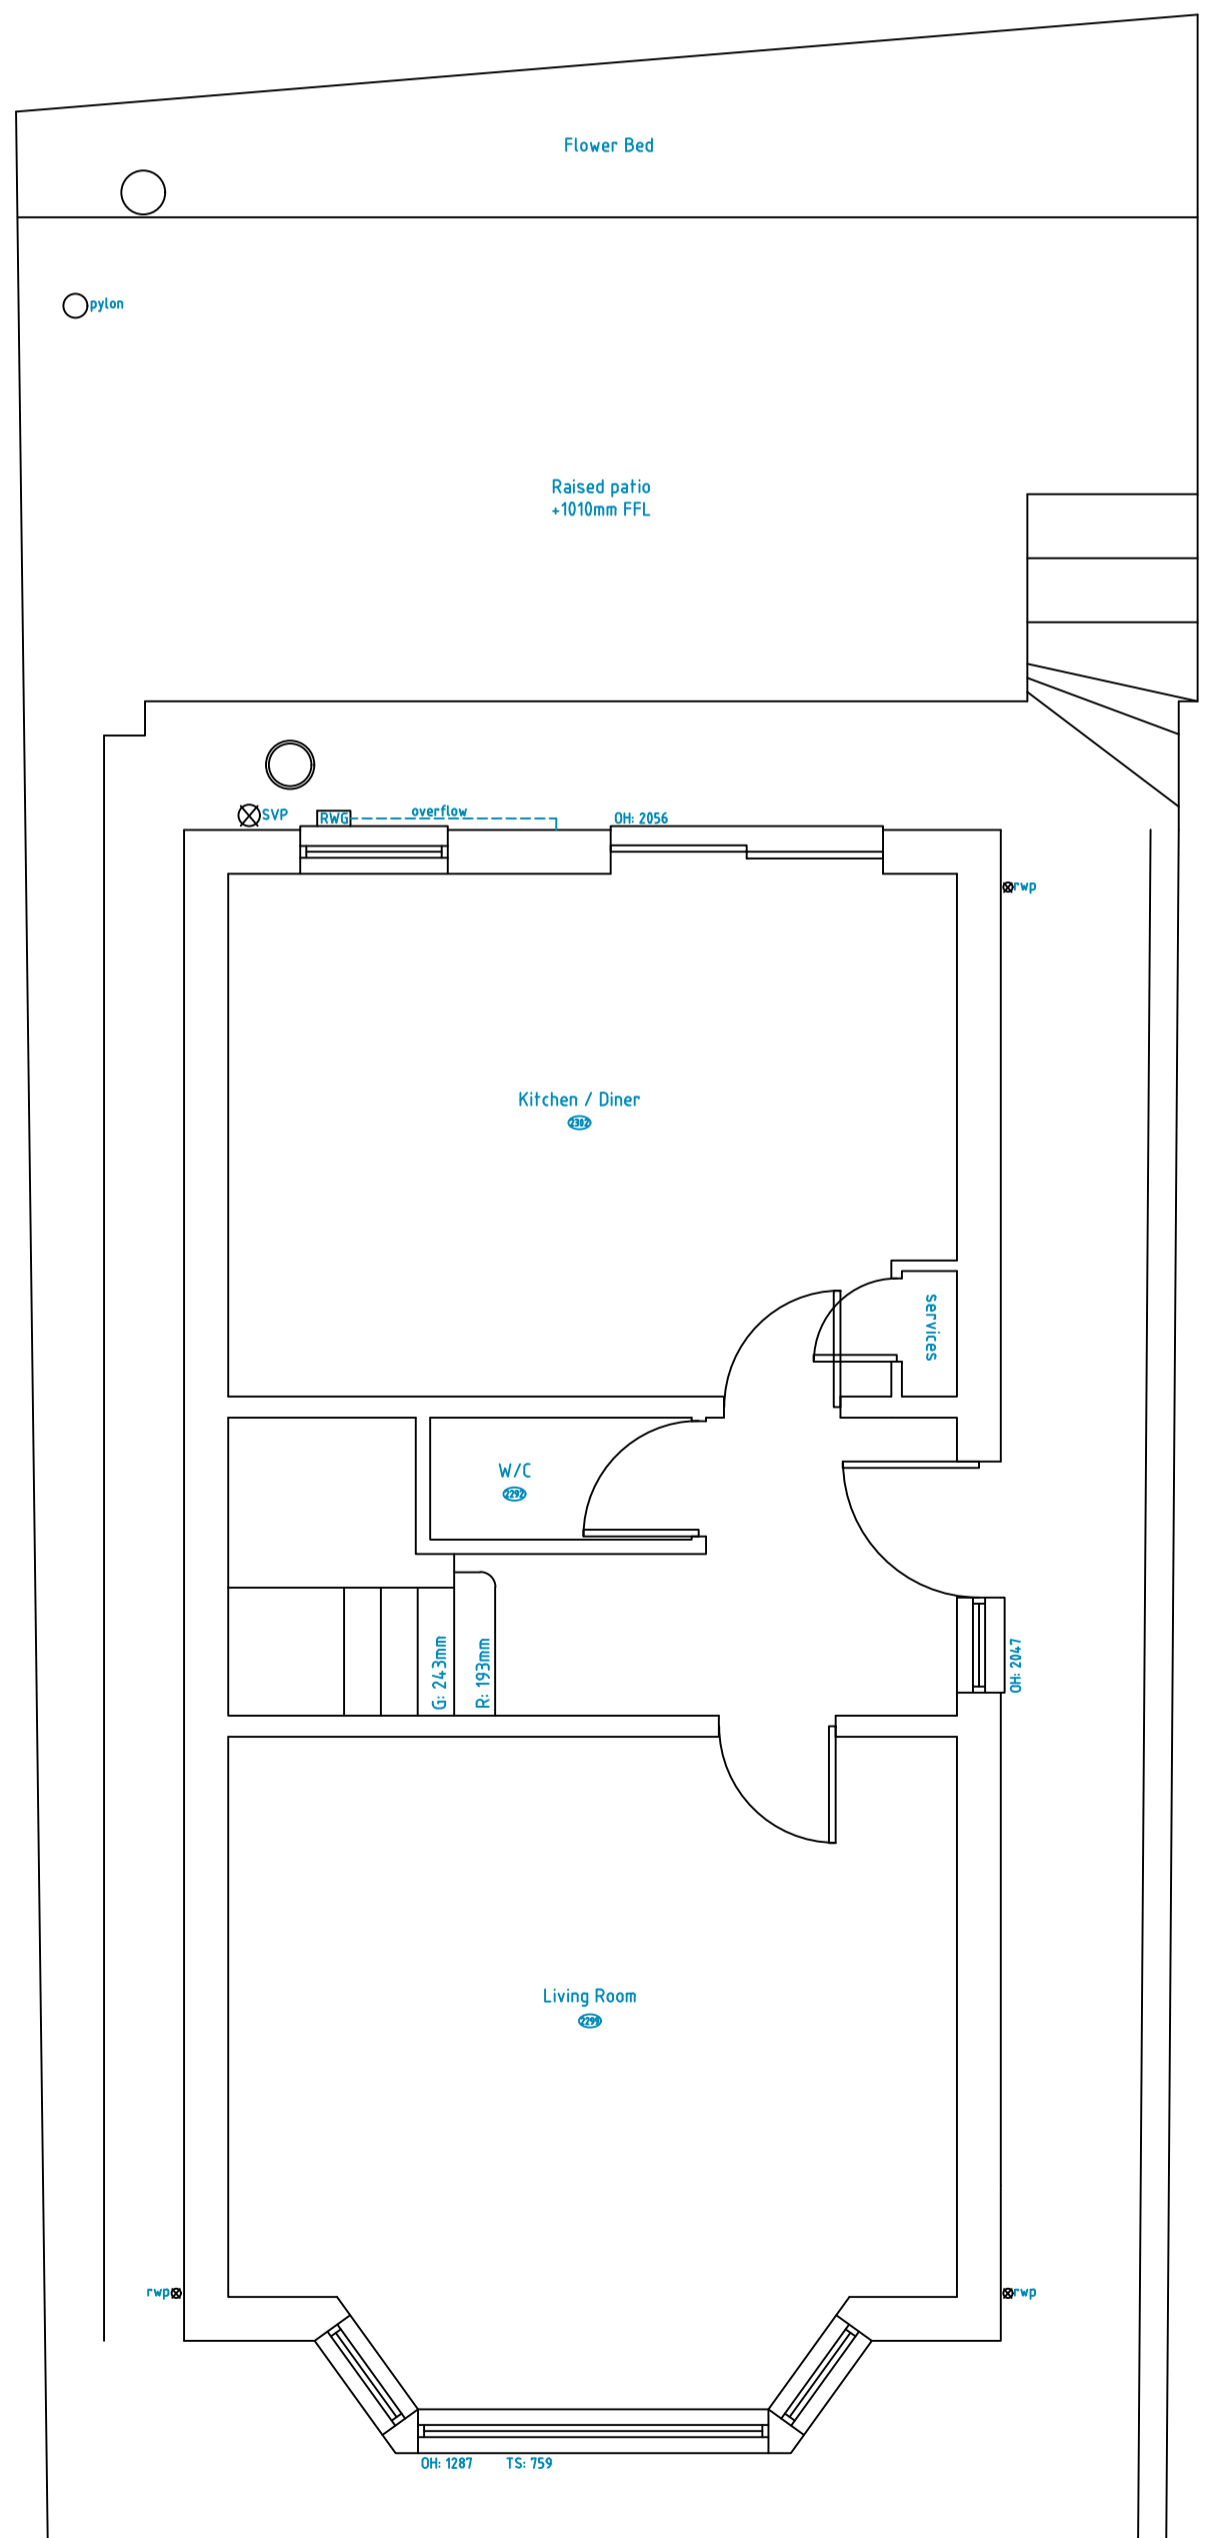 Flower Bed
pylon
Raised patio
+1010mm FFL
SVP
RWG
overflow
OH: 2056
rwp
Kitchen / Diner
2302
services
W/C
2292
G: 243mm
R: 193mm
OH: 2047
Living Room
2299
rwp
rwp
OH: 1287
TS: 759